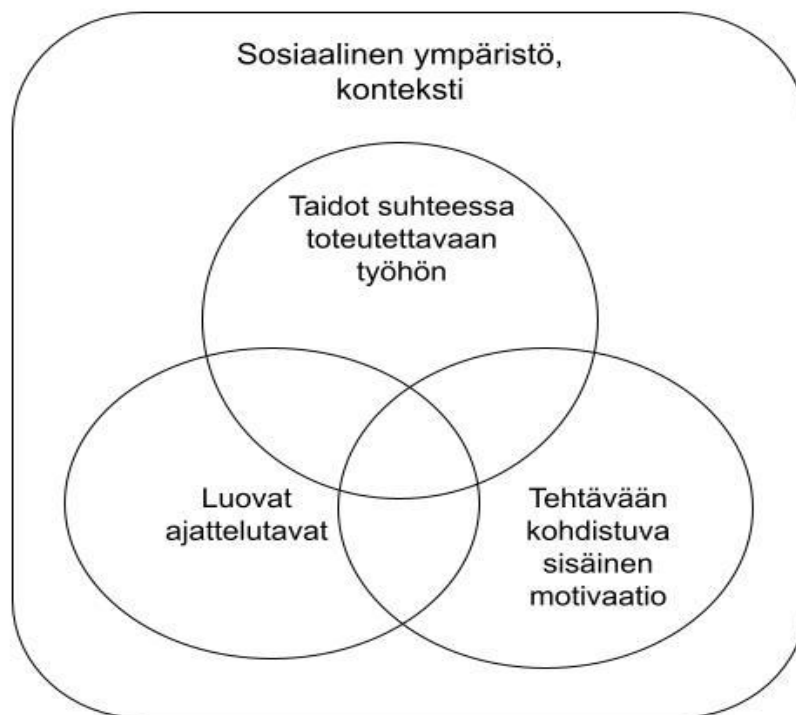 Sosiaalinen ympäristö,
konteksti
Taidot suhteessa
toteutettavaan
työhön
Luovat
ajattelutavat
Tehtävään
kohdistuva
sisäinen
motivaatio